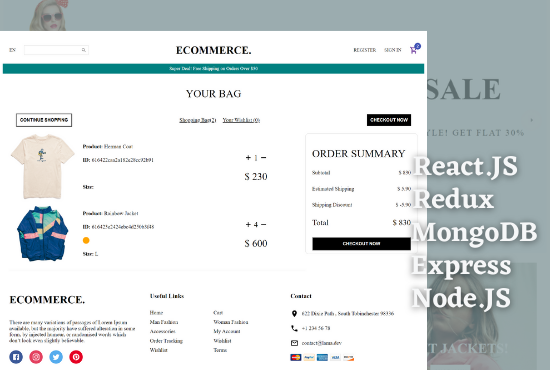 EN
ECOMMERCE.
REGISTER
SIGN IN
2
Super Deal! Free Shipping on Orders Over $50
SALE
YOUR BAG
CONTINUE SHOPPING
Shopping Bag(2)
Your Wishlist (0)
CHECKOUT NOW
STYLE! GET FLAT 30%
Product: Herman Coat
ID:
Size:
+ 1 −
$ 230
ORDER SUMMARY
Subtotal
$ 830
Estimated Shipping
$ 5.90
Shipping Discount
$ -5.90
Total
$ 830
CHECKOUT NOW
Product: Rainbow Jacket
ID:
Size: L
+ 4 −
$ 600
React.JS
Redux
MongoDB
Express
Node.JS
JACKETS!
ECOMMERCE.
There are many variations of passages of Lorem Ipsum
available, but the majority have suffered alteration in some
form, by injected humour, or randomised words which
don't look even slightly believable.
Useful Links
Home
Cart
Man Fashion
Woman Fashion
Accessories
My Account
Order Tracking
Wishlist
Wishlist
Terms
Contact
622 Dixie Path , South Tobinchester 98336
+1 234 56 78
contact@lama.dev